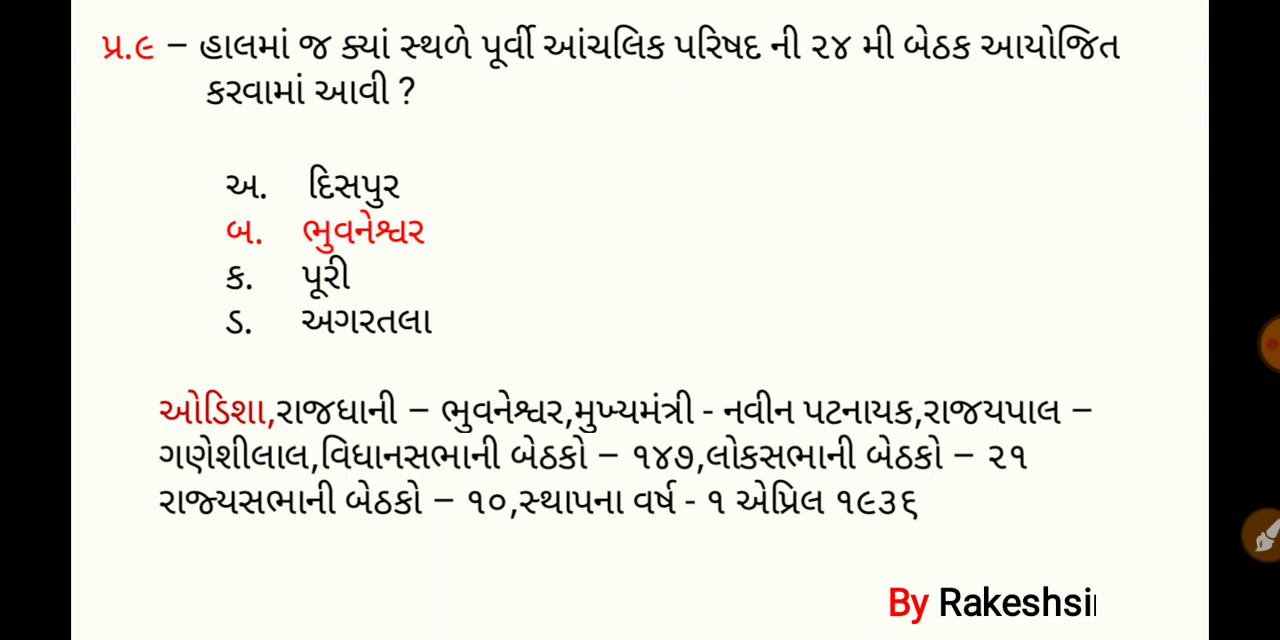 પ્ર.૯ – હાલમાં જ ક્યાં સ્થળે પૂર્વી આંચલિક પરિષદ ની ૨૪ મી બેઠક આયોજિત
કરવામાં આવી ?
અ. દિસપુર
બ. ભુવનેશ્વર
ક. પૂરી
ડ. અગરતલા
ઓડિશા,રાજધાની – ભુવનેશ્વર,મુખ્યમંત્રી - નવીન પટનાયક,રાજયપાલ –
ગણેશીલાલ,વિધાનસભાની બેઠકો – ૧૪૭,લોકસભાની બેઠકો – ૨૧
રાજ્યસભાની બેઠકો – ૧૦,સ્થાપના વર્ષ - ૧ એપ્રિલ ૧૯૩૬
By